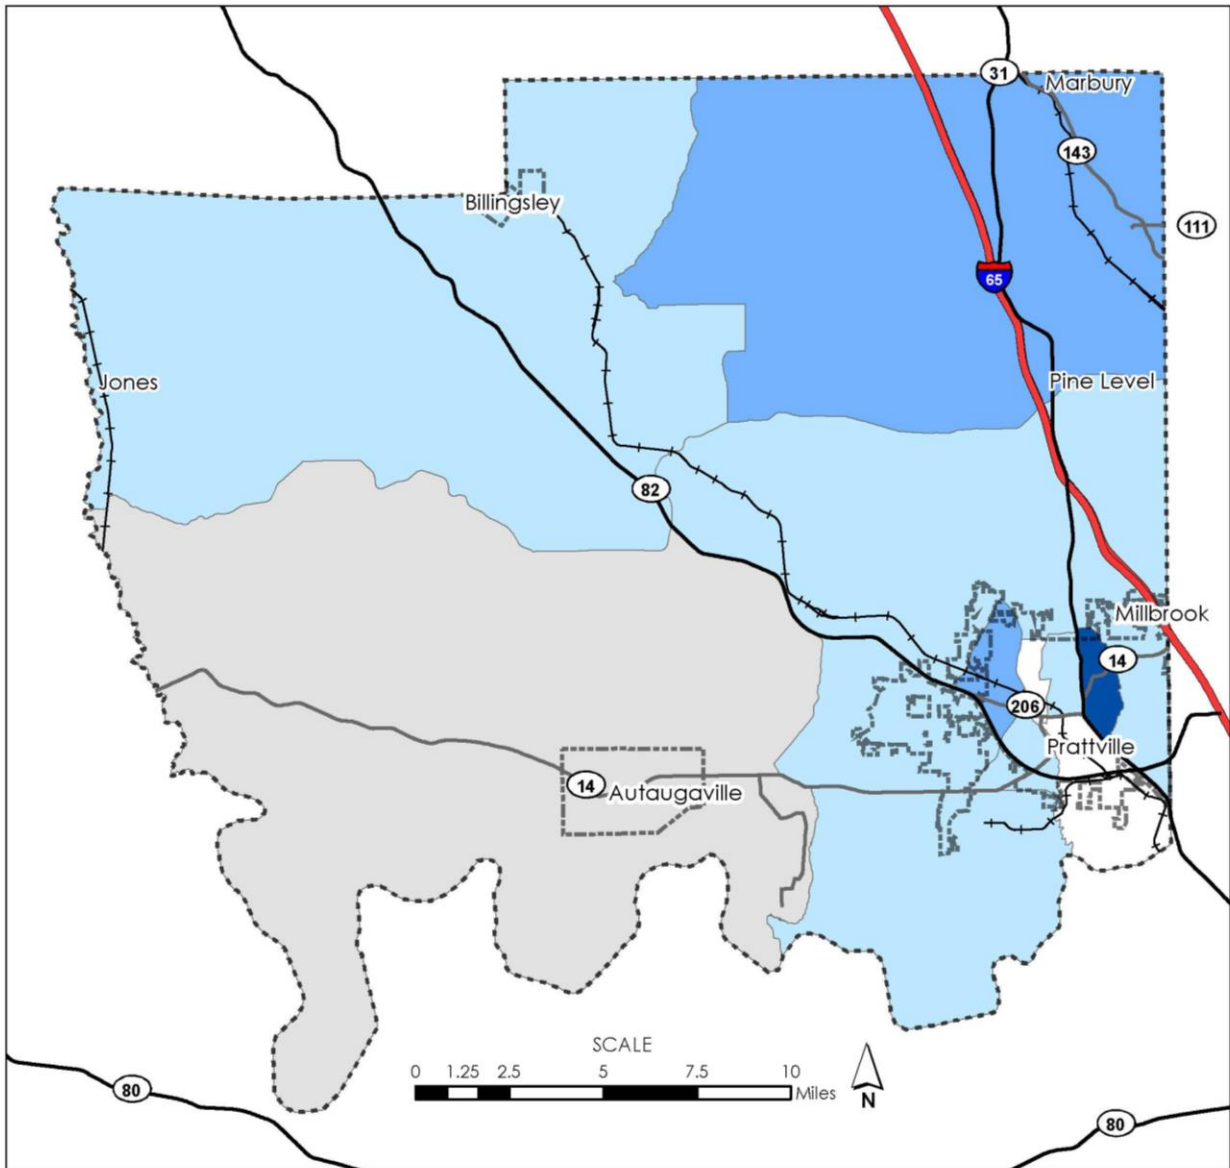 31
Marbury
143
Billingsley
111
65
Jones
Pine Level
82
Millbrook
14
206
Prattville
14
Autaugaville
SCALE
0 1.25 2.5 5 7.5 10
Miles
N
80
80